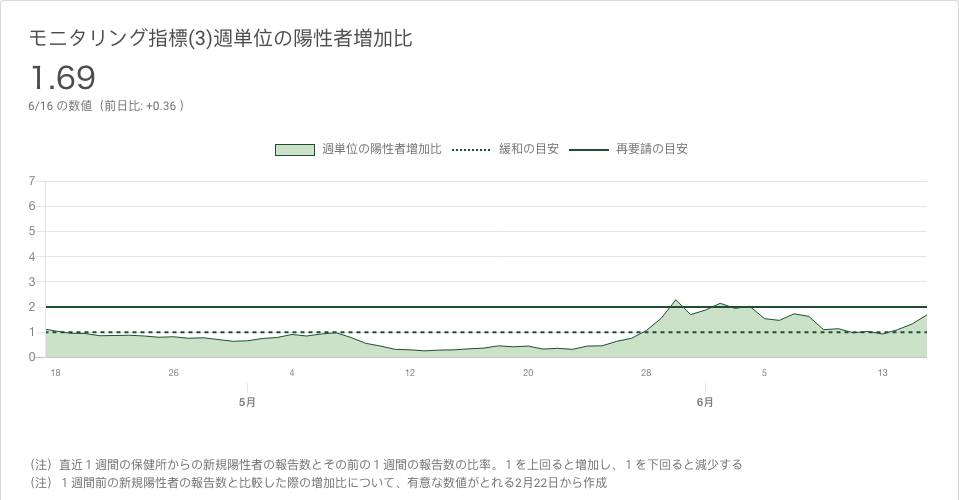 モニタリング指標(3)週単位の陽性者増加比
1.69
6/16 の数値（前日比: +0.36 ）
週単位の陽性者増加比 緩和の目安 再要請の目安
7
6
5
4
3
2
1
0
18 26 4 12 20 28 5 13
5月 6月
（注）直近１週間の保健所からの新規陽性者の報告数とその前の１週間の報告数の比率。１を上回ると増加し、１を下回ると減少する
（注）１週間前の新規陽性者の報告数と比較した際の増加比について、有意な数値がとれる2月22日から作成